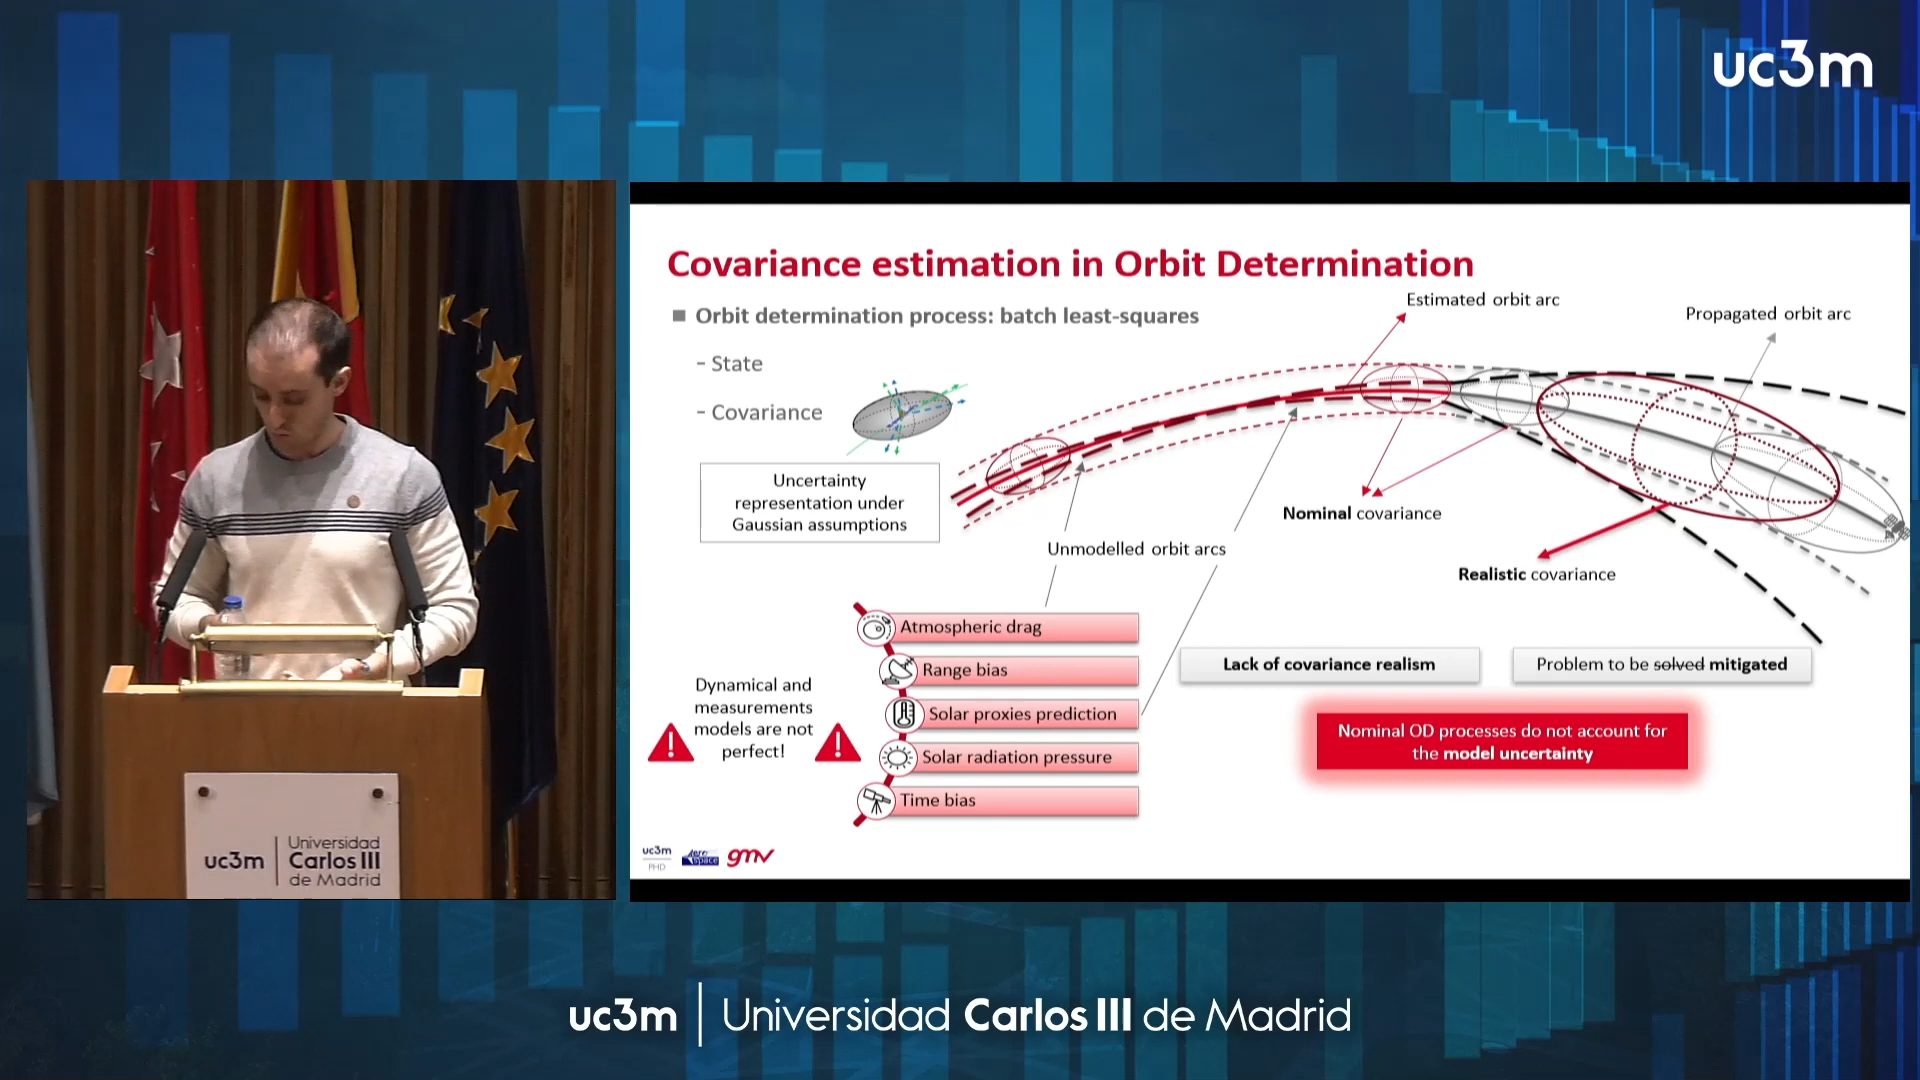 uc3m
Covariance estimation in Orbit Determination
Orbit determination process: batch least-squares
- State
- Covariance
Uncertainty
representation under
Gaussian assumptions
Estimated orbit arc
Propagated orbit arc
Nominal covariance
Realistic covariance
Unmodelled orbit arcs
Dynamical and
measurements
models are not
perfect!
Atmospheric drag
Range bias
Solar proxies prediction
Solar radiation pressure
Time bias
Lack of covariance realism
Problem to be solved mitigated
Nominal OD processes do not account for
the model uncertainty
uc3m
PHD
Aero
space
gmv
uc3m
Universidad
Carlos III
de Madrid
uc3m Universidad Carlos III de Madrid